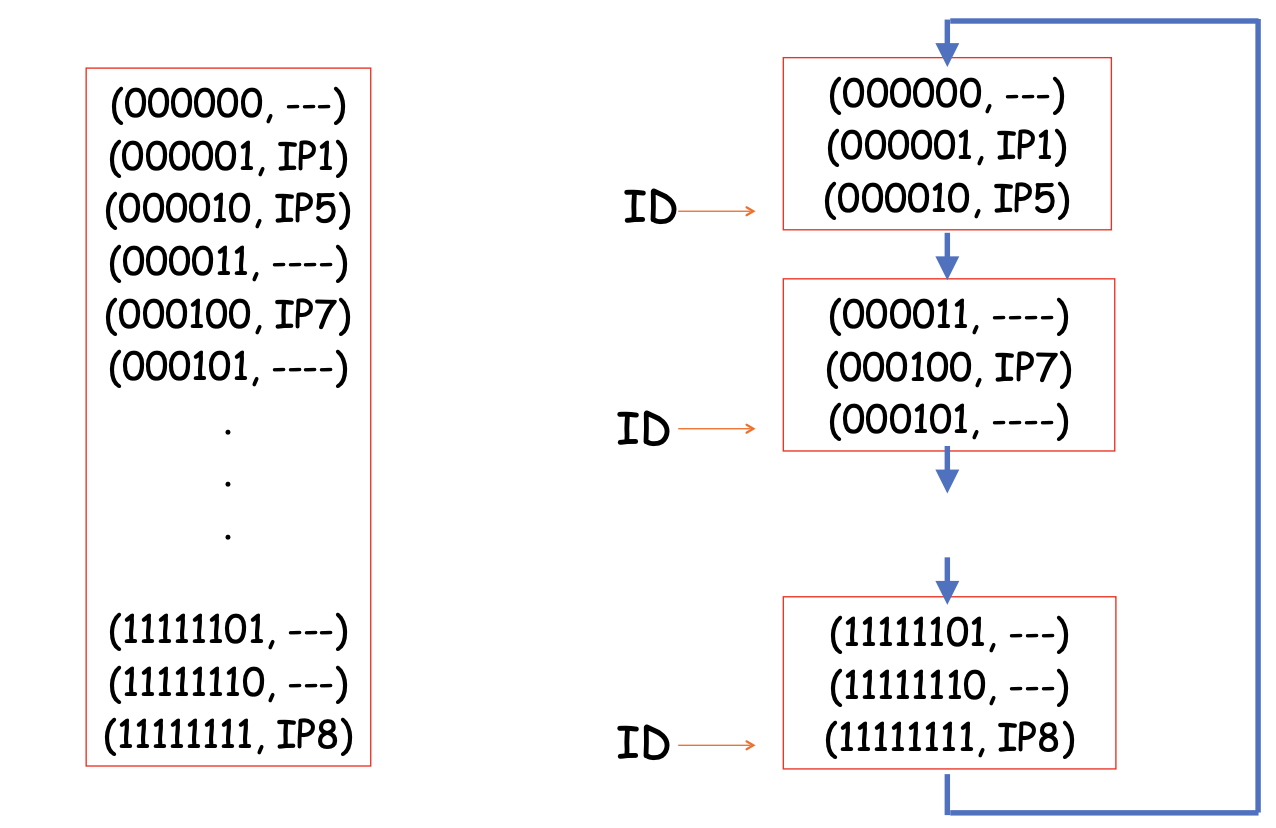 (000000, ---)
(000001, IP1)
(000010, IP5)
(000011, ----)
(000100, IP7)
(000101, ----)
.
.
.
(11111101, ---)
(11111110, ---)
(11111111, IP8)
(000000, ---)
(000001, IP1)
(000010, IP5)
ID
(000011, ----)
(000100, IP7)
(000101, ----)
ID
(11111101, ---)
(11111110, ---)
(11111111, IP8)
ID